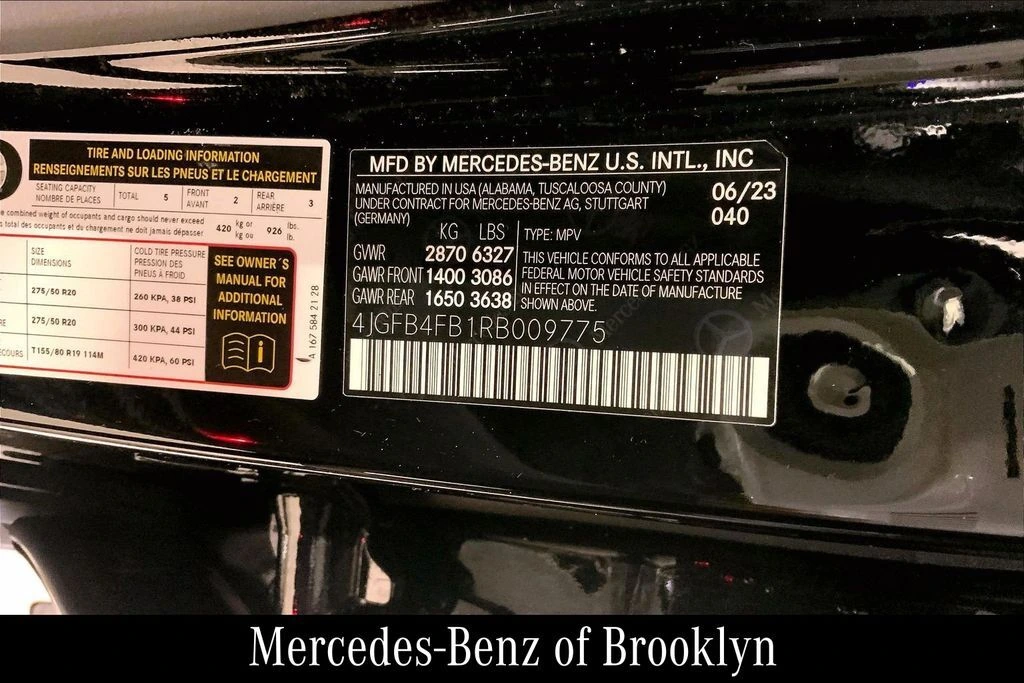 TIRE AND LOADING INFORMATION
RENSEIGNEMENTS SUR LES PNEUS ET LE CHARGEMENT
SEATING CAPACITY
NOMBRE DE PLACES
TOTAL 5
FRONT
AVANT
2
REAR
ARRIÈRE
3
combined weight of occupants and cargo should never exceed
total des occupants et du chargement ne doit jamais dépasser
420 kg or
kg ou
926 lbs.
lb.
SIZE
DIMENSIONS
COLD TIRE PRESSURE
PRESSION DES
PNEUS À FROID
275/50 R20
260 KPA, 38 PSI
275/50 R20
300 KPA, 44 PSI
T155/80 R19 114M
420 KPA, 60 PSI
SEE OWNER´S
MANUAL FOR
ADDITIONAL
INFORMATION
A 167 584 21 28
MFD BY MERCEDES-BENZ U.S. INTL., INC
MANUFACTURED IN USA (ALABAMA, TUSCALOOSA COUNTY)
UNDER CONTRACT FOR MERCEDES-BENZ AG, STUTTGART
(GERMANY)
06/23
040
KG LBS
GVWR 2870 6327
GAWR FRONT 1400 3086
GAWR REAR 1650 3638
TYPE: MPV
THIS VEHICLE CONFORMS TO ALL APPLICABLE
FEDERAL MOTOR VEHICLE SAFETY STANDARDS
IN EFFECT ON THE DATE OF MANUFACTURE
SHOWN ABOVE.
4JGFB4FB1RB009775
Mercedes-Benz of Brooklyn